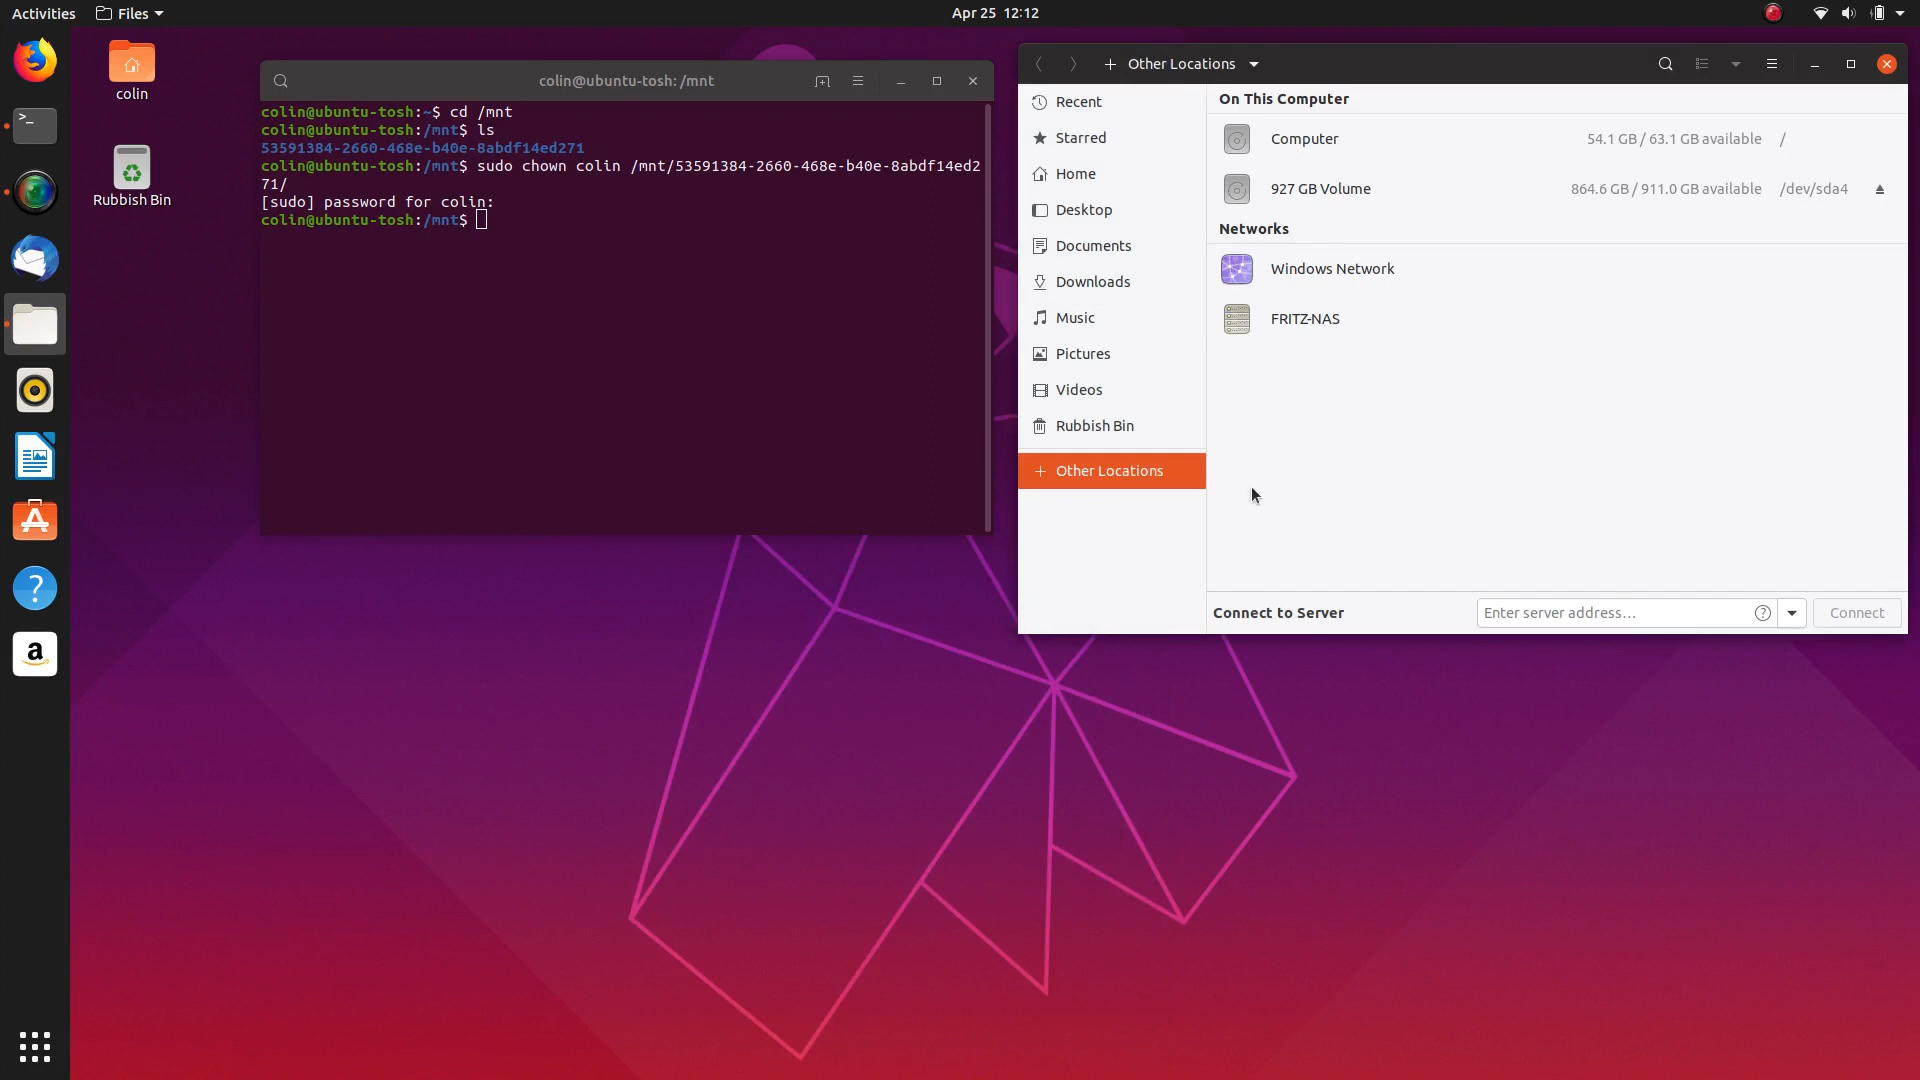 Activities
Files
Apr 25 12:12
colin
Rubbish Bin
colin@ubuntu-tosh: /mnt
colin@ubuntu-tosh:~$ cd /mnt
colin@ubuntu-tosh:/mnt$ ls
53591384-2660-468e-b40e-8abdf14ed271
colin@ubuntu-tosh:/mnt$ sudo chown colin /mnt/53591384-2660-468e-b40e-8abdf14ed2
71/
[sudo] password for colin:
colin@ubuntu-tosh:/mnt$
Other Locations
Recent
Starred
Home
Desktop
Documents
Downloads
Music
Pictures
Videos
Rubbish Bin
Other Locations
On This Computer
Computer 54.1 GB / 63.1 GB available /
927 GB Volume 864.6 GB / 911.0 GB available /dev/sda4
Networks
Windows Network
FRITZ-NAS
Connect to Server Enter server address… ? Connect